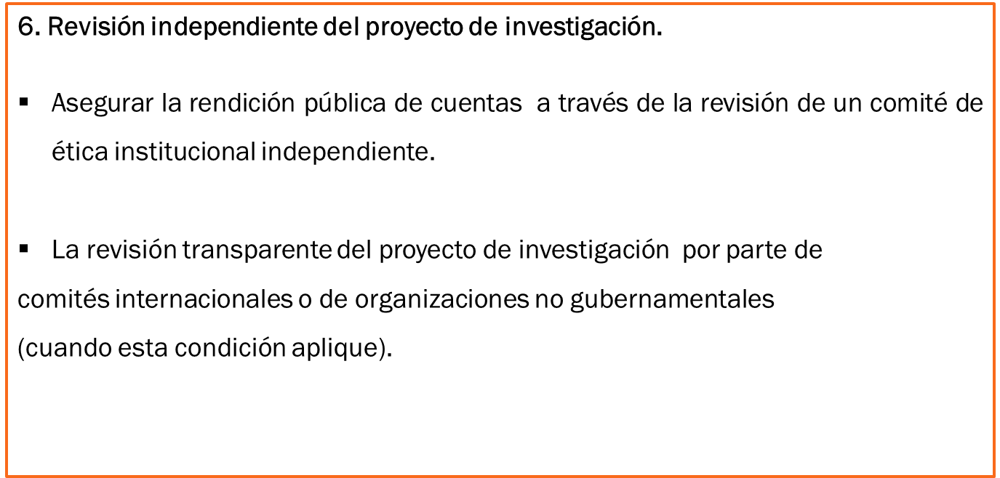 6. Revisión independiente del proyecto de investigación.
▪ Asegurar la rendición pública de cuentas a través de la revisión de un comité de
ética institucional independiente.
▪ La revisión transparente del proyecto de investigación por parte de
comités internacionales o de organizaciones no gubernamentales
(cuando esta condición aplique).